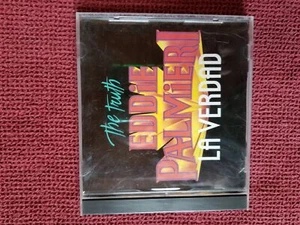 The truth
EDDIE
PALMIERI
LA VERDAD